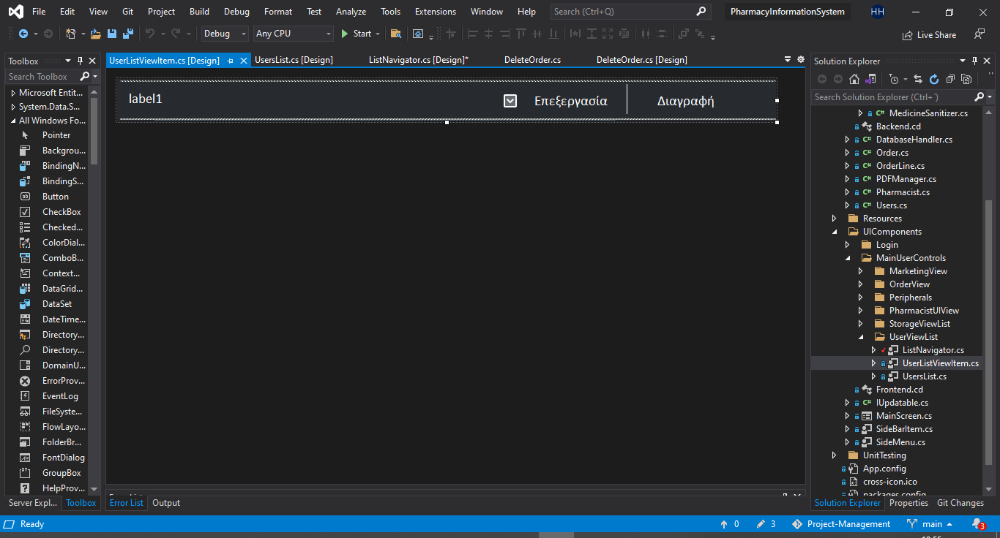 File Edit View Git Project Build Debug Format Test Analyze Tools Extensions Window Help Search (Ctrl+Q) PharmacyInformationSystem HH
Debug Any CPU Start Live Share
Toolbox
Search Toolbox
Microsoft Entit...
System.Data.S...
All Windows Fo...
Pointer
Backgrou...
BindingN...
BindingS...
Button
CheckBox
Checked...
ColorDial...
ComboB...
Context...
DataGrid...
DataSet
DateTime...
Directory...
Directory...
DomainU...
ErrorProv...
EventLog
FileSyste...
FlowLayo...
FolderBr...
FontDialog
GroupBox
HelpProv...
Server Expl... Toolbox
UserListViewItem.cs [Design] UsersList.cs [Design] ListNavigator.cs [Design]* DeleteOrder.cs DeleteOrder.cs [Design]
label1 Επεξεργασία Διαγραφή
Error List Output
Solution Explorer
Search Solution Explorer (Ctrl+¨)
C# MedicineSanitizer.cs
Backend.cd
C# DatabaseHandler.cs
C# Order.cs
C# OrderLine.cs
C# PDFManager.cs
C# Pharmacist.cs
C# Users.cs
Resources
UIComponents
Login
MainUserControls
MarketingView
OrderView
Peripherals
PharmacistUIView
StorageViewList
UserViewList
ListNavigator.cs
UserListViewItem.cs
UsersList.cs
Frontend.cd
C# IUpdatable.cs
MainScreen.cs
SideBarItem.cs
SideMenu.cs
UnitTesting
App.config
cross-icon.ico
packages.config
Solution Explorer Properties Git Changes
Ready 0 3 Project-Management main 3